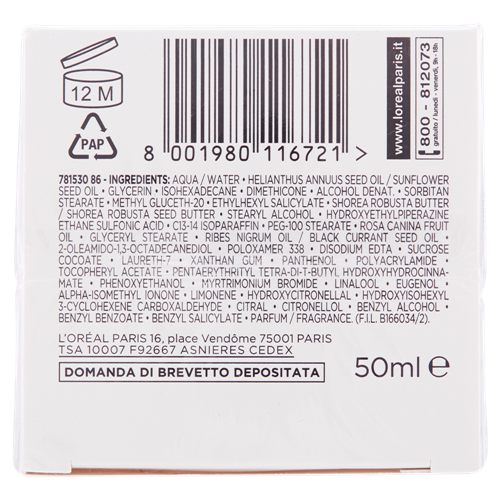 12 M
PAP
8 001980 116721 >
www.lorealparis.it
800 - 812073
gratuito / lunedì - venerdì, 9h - 18h
781530 86 - INGREDIENTS: AQUA / WATER • HELIANTHUS ANNUUS SEED OIL / SUNFLOWER
SEED OIL • GLYCERIN • ISOHEXADECANE • DIMETHICONE • ALCOHOL DENAT. • SORBITAN
STEARATE • METHYL GLUCETH-20 • ETHYLHEXYL SALICYLATE • SHOREA ROBUSTA BUTTER
/ SHOREA ROBUSTA SEED BUTTER • STEARYL ALCOHOL • HYDROXYETHYLPIPERAZINE
ETHANE SULFONIC ACID • C13-14 ISOPARAFFIN • PEG-100 STEARATE • ROSA CANINA FRUIT
OIL • GLYCERYL STEARATE • RIBES NIGRUM OIL / BLACK CURRANT SEED OIL •
2-OLEAMIDO-1,3-OCTADECANEDIOL • POLOXAMER 338 • DISODIUM EDTA • SUCROSE
COCOATE • LAURETH-7 • XANTHAN GUM • PANTHENOL • POLYACRYLAMIDE •
TOCOPHERYL ACETATE • PENTAERYTHRITYL TETRA-DI-T-BUTYL HYDROXYHYDROCINNA-
MATE • PHENOXYETHANOL • MYRTRIMONIUM BROMIDE • LINALOOL • EUGENOL •
ALPHA-ISOMETHYL IONONE • LIMONENE • HYDROXYCITRONELLAL • HYDROXYISOHEXYL
3-CYCLOHEXENE CARBOXALDEHYDE • CITRAL • CITRONELLOL • BENZYL ALCOHOL •
BENZYL BENZOATE • BENZYL SALICYLATE • PARFUM / FRAGRANCE. (F.I.L. B166034/2).
L'ORÉAL PARIS 16, place Vendôme 75001 PARIS
TSA 10007 F92667 ASNIERES CEDEX
DOMANDA DI BREVETTO DEPOSITATA
50ml e